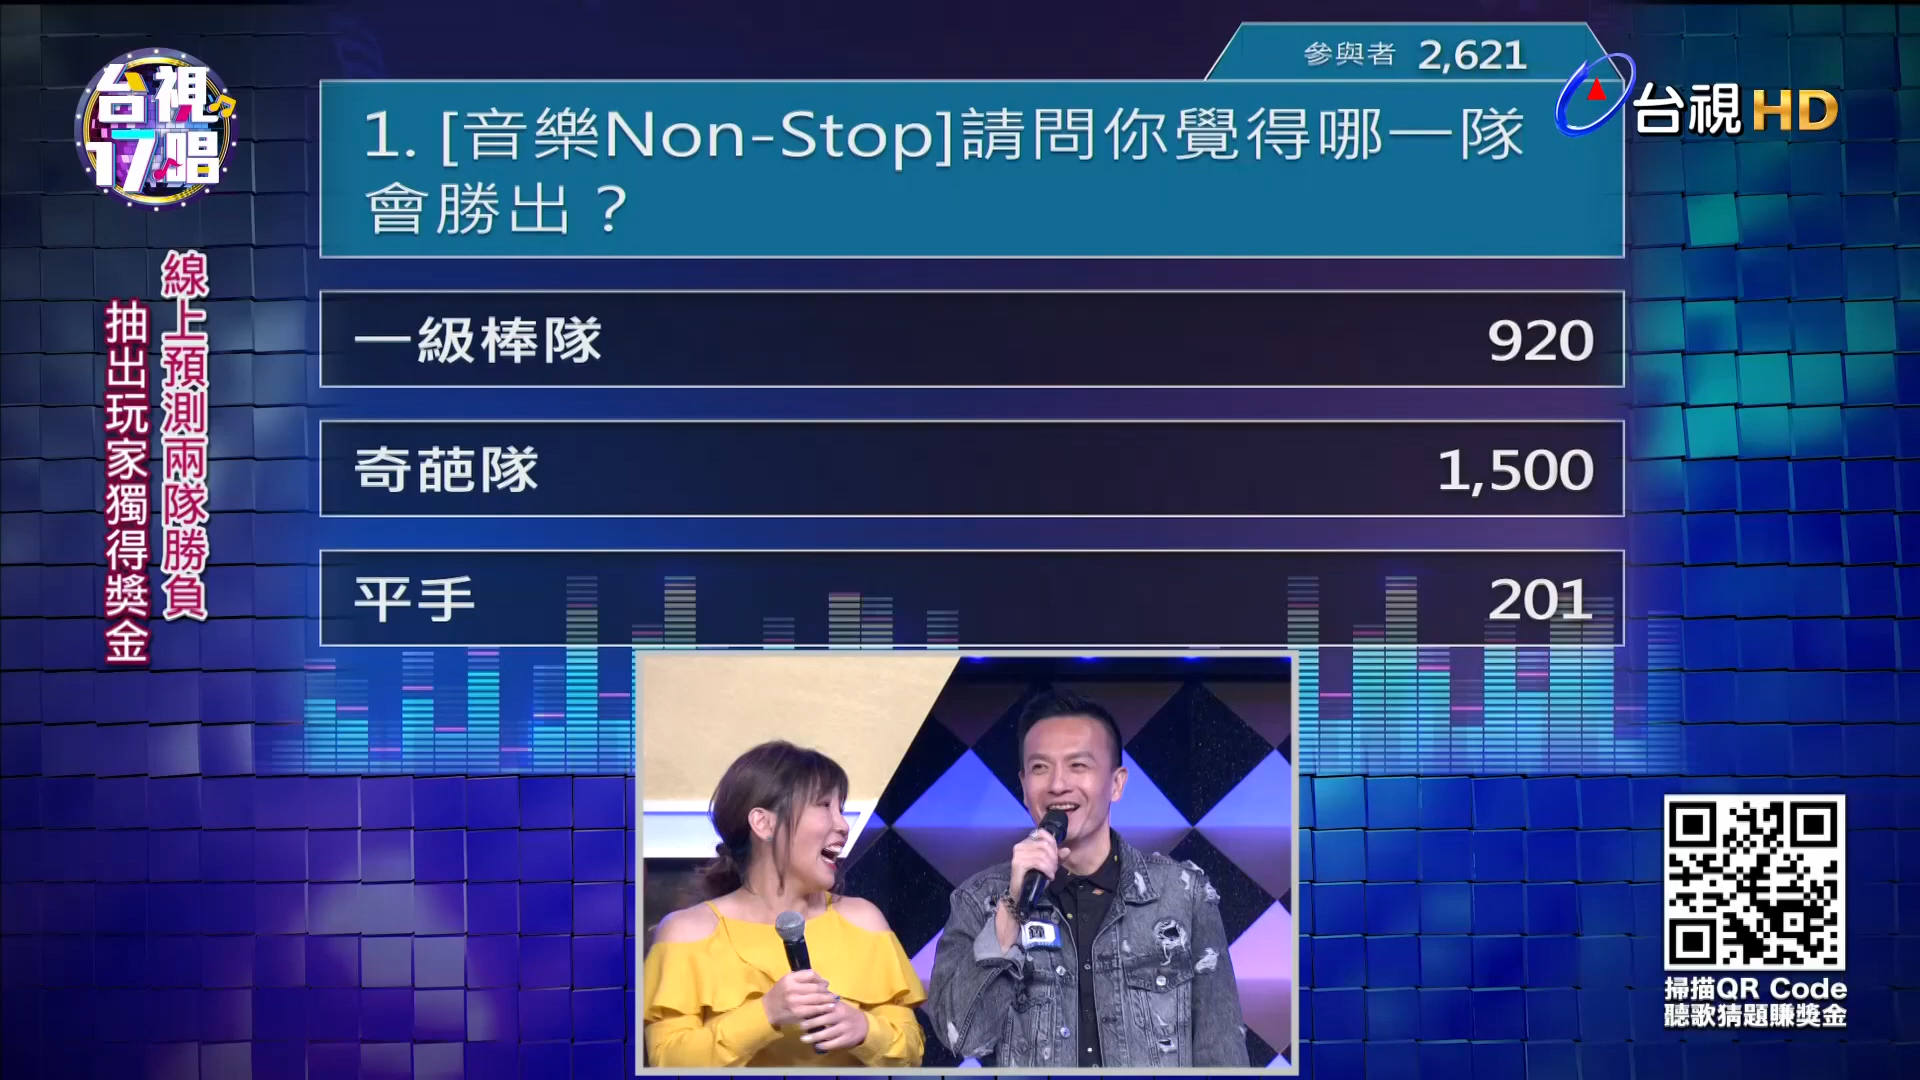 台視
17唱
參與者 2,621
台視HD
1. [音樂Non-Stop]請問你覺得哪一隊
會勝出？
線上預測兩隊勝負
抽出玩家獨得獎金
一級棒隊 920
奇葩隊 1,500
平手 201
掃描QR Code
聽歌猜題賺獎金